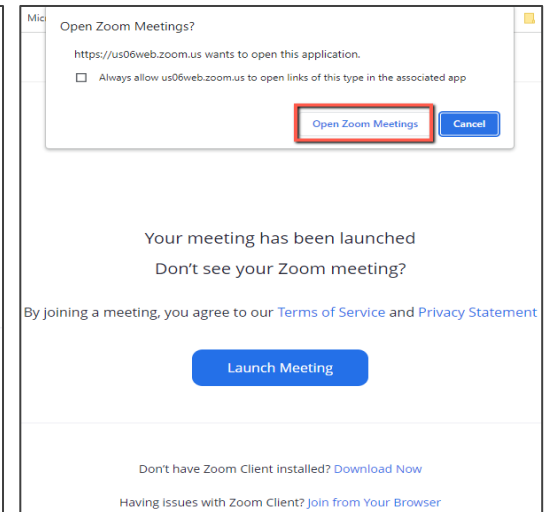 Open Zoom Meetings?
https://us06web.zoom.us wants to open this application.
Always allow us06web.zoom.us to open links of this type in the associated app
Open Zoom Meetings Cancel
Your meeting has been launched
Don't see your Zoom meeting?
By joining a meeting, you agree to our Terms of Service and Privacy Statement
Launch Meeting
Don't have Zoom Client installed? Download Now
Having issues with Zoom Client? Join from Your Browser